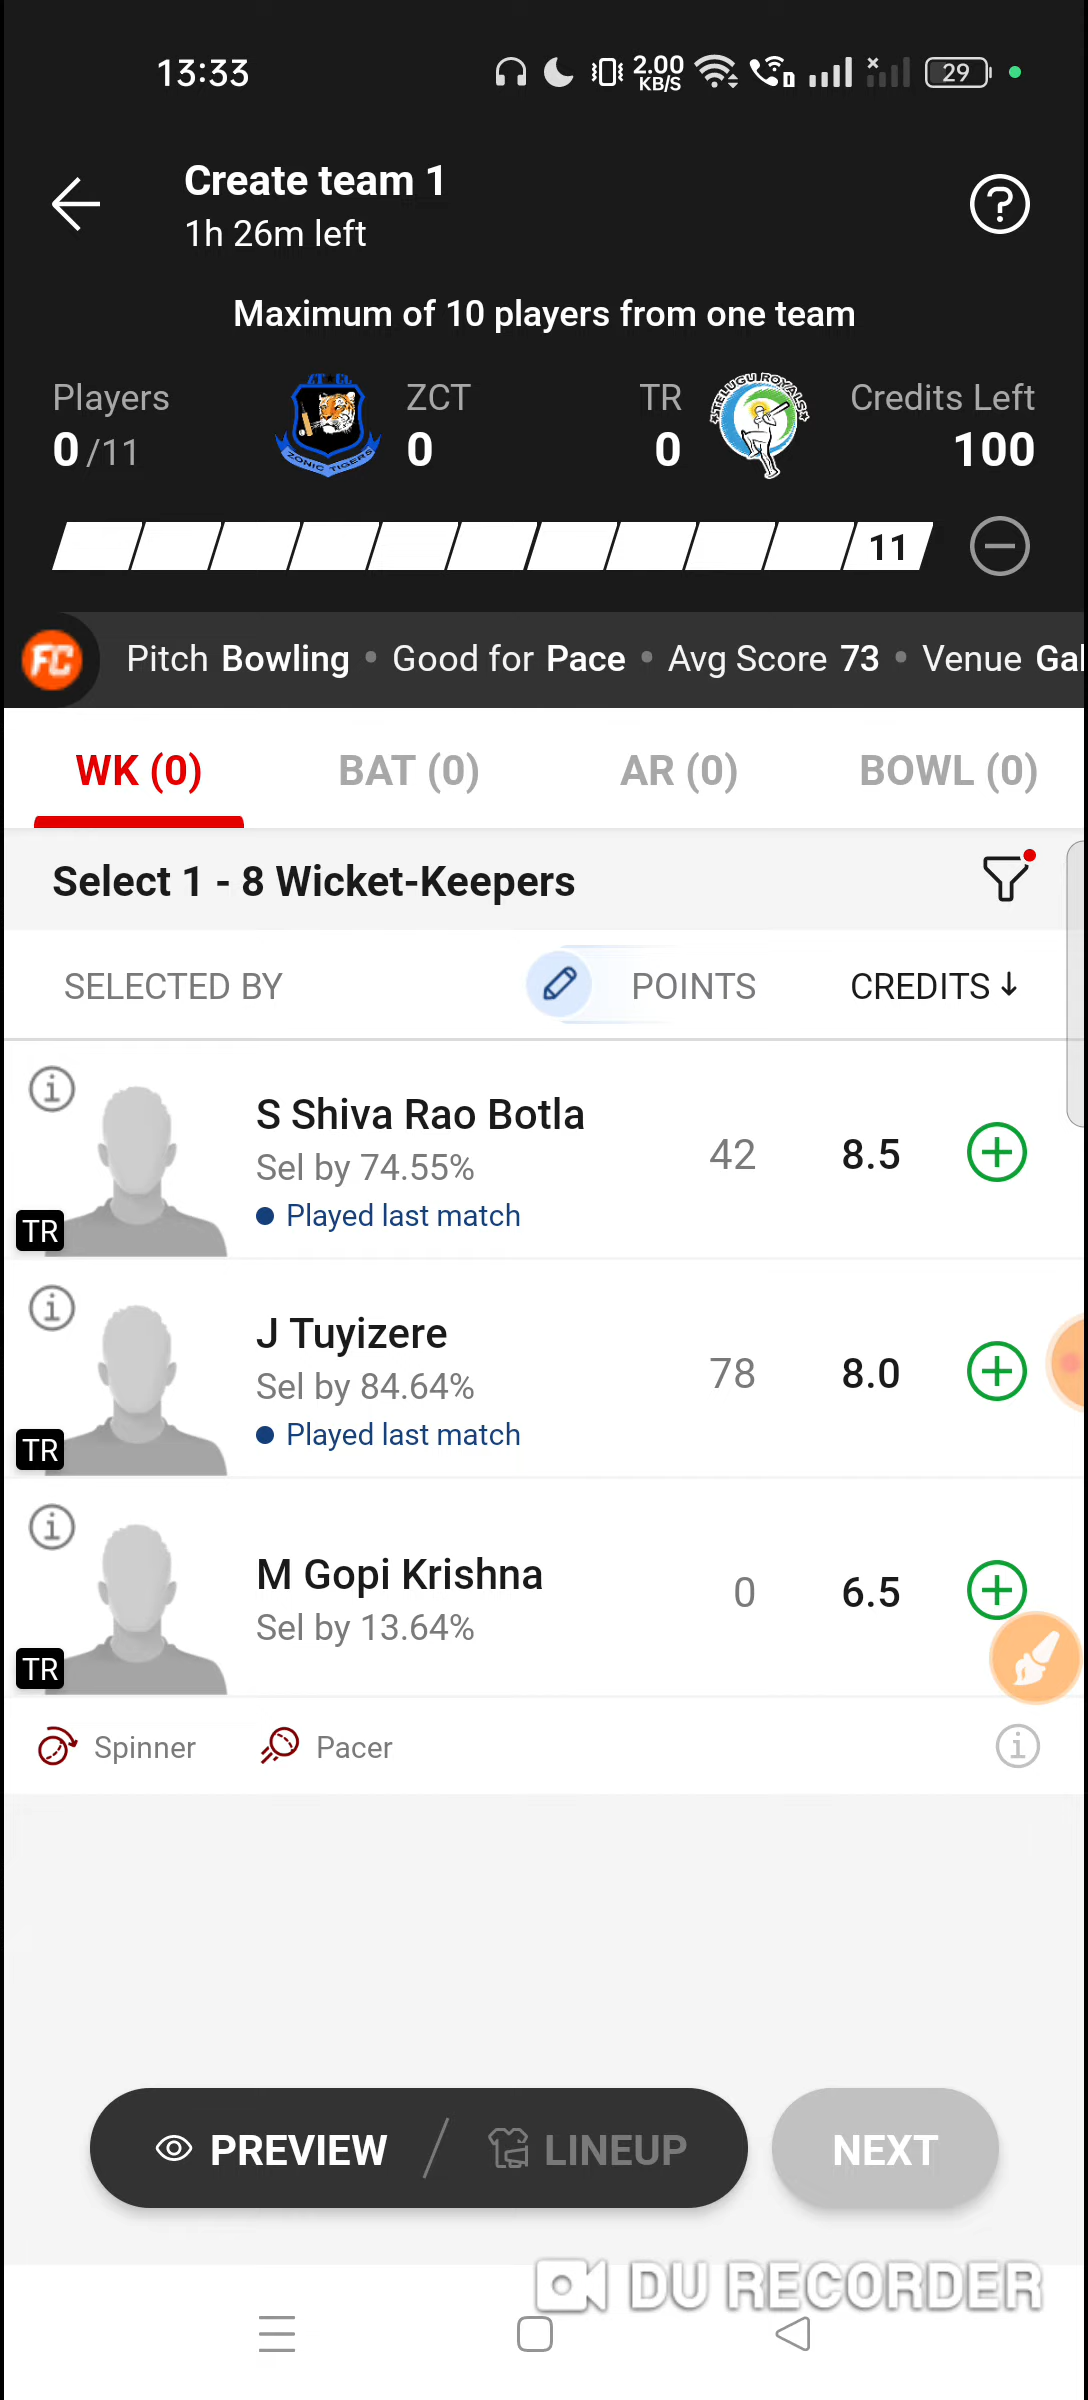 13:33
2.00
KB/S
29
Create team 1
1h 26m left
?
Maximum of 10 players from one team
Players
0 /11
ZONIC TIGERS
ZCT
0
TR
0
TELUGU ROYALS
Credits Left
100
11
FC
Pitch Bowling • Good for Pace • Avg Score 73 • Venue Gal
WK (0)
BAT (0)
AR (0)
BOWL (0)
Select 1 - 8 Wicket-Keepers
SELECTED BY
POINTS
CREDITS ↓
S Shiva Rao Botla
Sel by 74.55%
Played last match
42
8.5
TR
J Tuyizere
Sel by 84.64%
Played last match
78
8.0
TR
M Gopi Krishna
Sel by 13.64%
0
6.5
TR
Spinner
Pacer
PREVIEW
LINEUP
NEXT
DU RECORDER